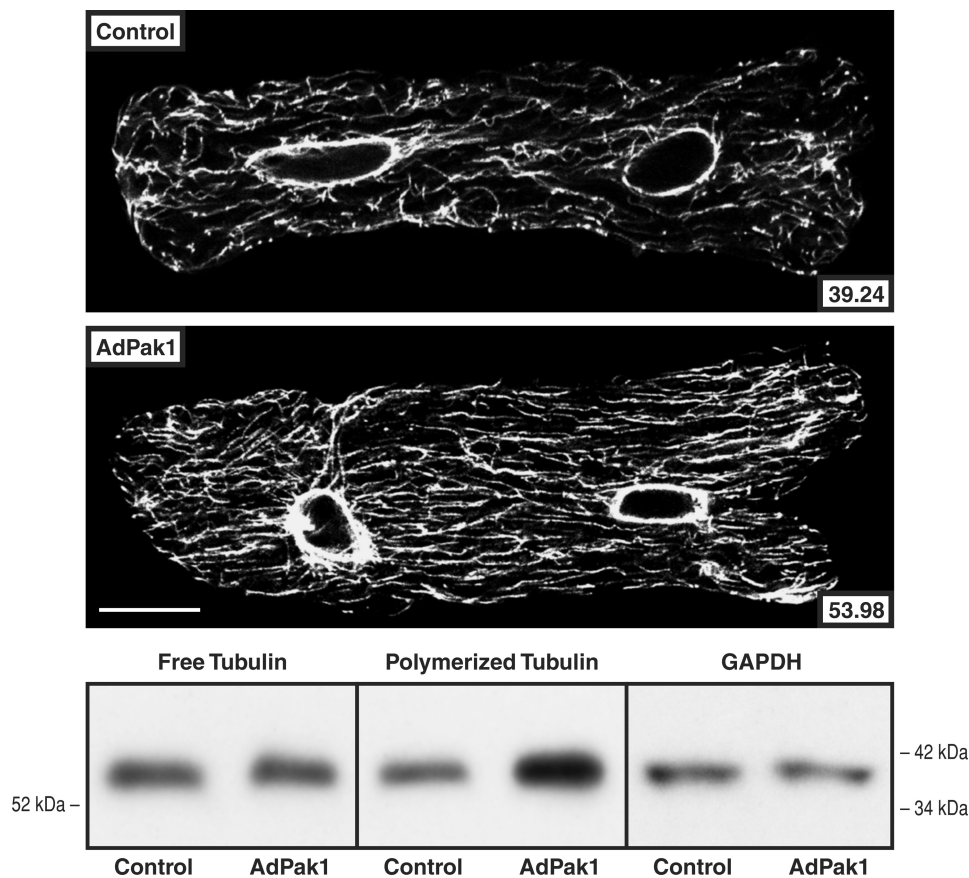 Control
39.24
AdPak1
53.98
Free Tubulin Polymerized Tubulin GAPDH
– 42 kDa
52 kDa –
– 34 kDa
Control AdPak1 Control AdPak1 Control AdPak1